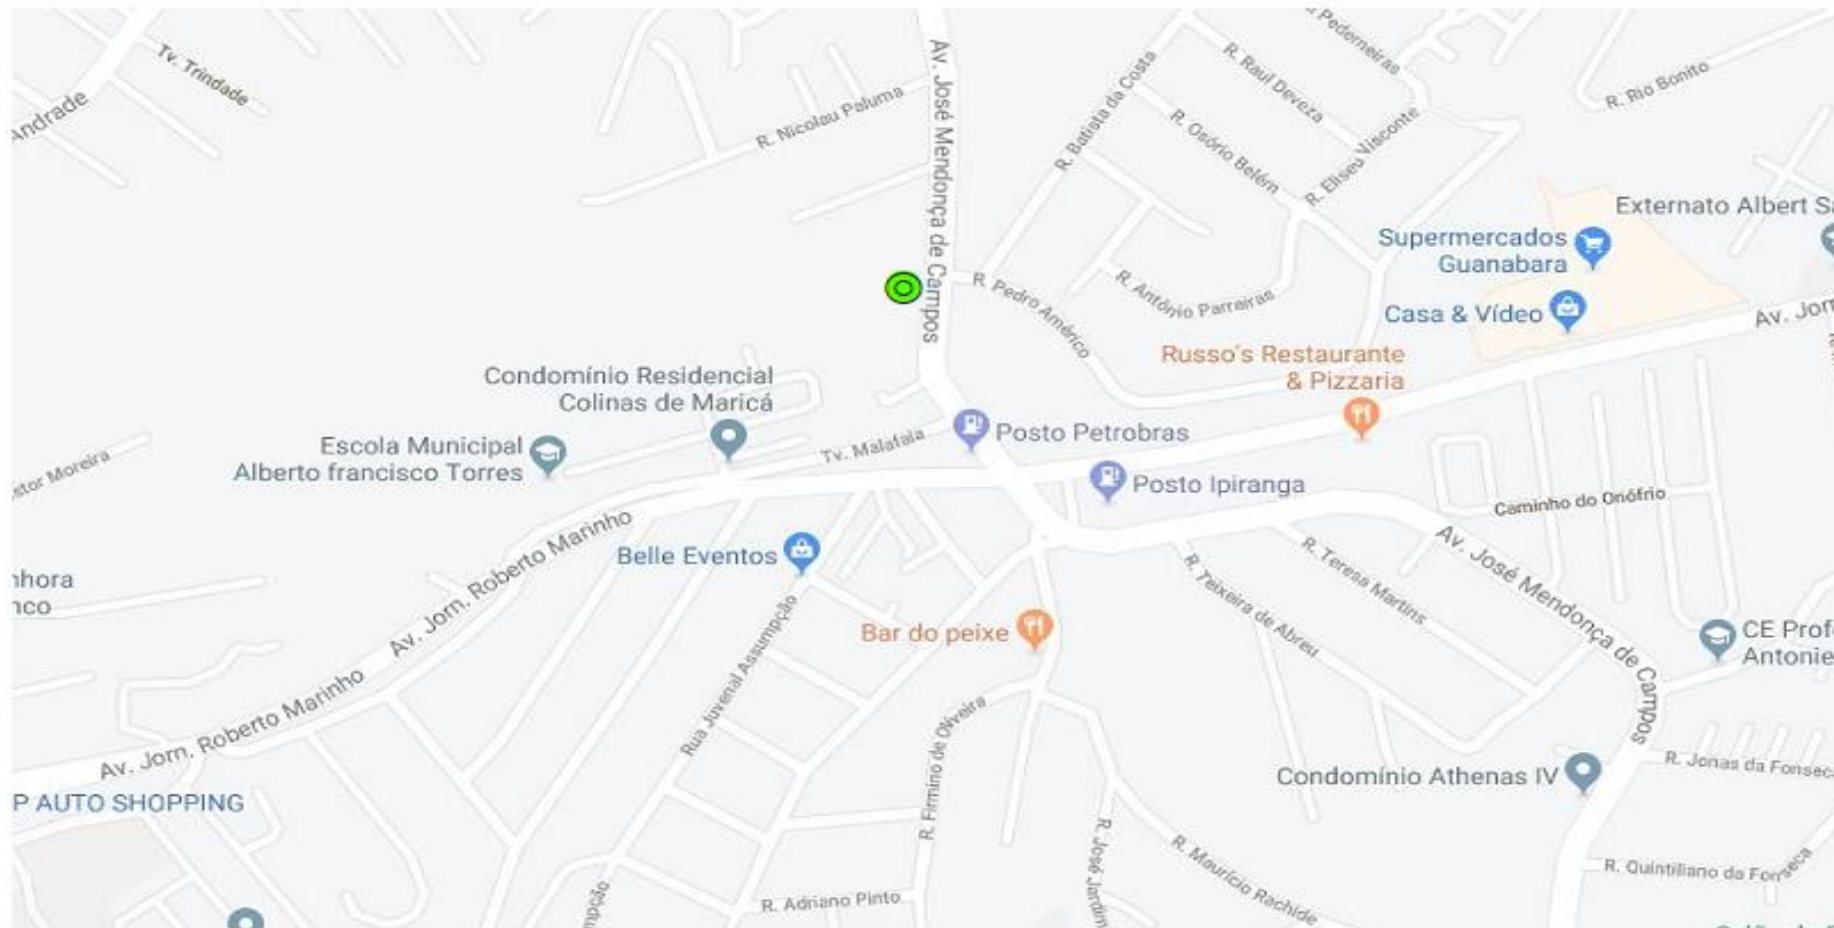 Tv. Trindade
Andrade
R. Nicolau Paluma
Av. José Mendonça de Campos
R. Batista da Costa
R. Raul Deveza
Pederneiras
R. Osório Belém
R. Eliseu Visconte
R. Rio Bonito
Externato Albert Sa
Supermercados
Guanabara
Casa & Vídeo
Av. Jorn
R. Pedro Américo
R. Antônio Parreiras
Russo's Restaurante
& Pizzaria
Condomínio Residencial
Colinas de Maricá
Escola Municipal
Alberto francisco Torres
Tv. Malafaia
Posto Petrobras
Posto Ipiranga
stor Moreira
Caminho do Onófrio
Av. Jorn. Roberto Marinho
Belle Eventos
nhora
nco
Av. José Mendonça de Campos
R. Teresa Martins
R. Teixeira de Abreu
Bar do peixe
Rua Juvenal Assumpção
CE Prof
Antonie
Av. Jorn. Roberto Marinho
R. Firmino de Oliveira
P AUTO SHOPPING
Condomínio Athenas IV
R. Jonas da Fonseca
R. José Jardim
R. Maurício Rachide
R. Quintiliano da Fonseca
R. Adriano Pinto
mpção